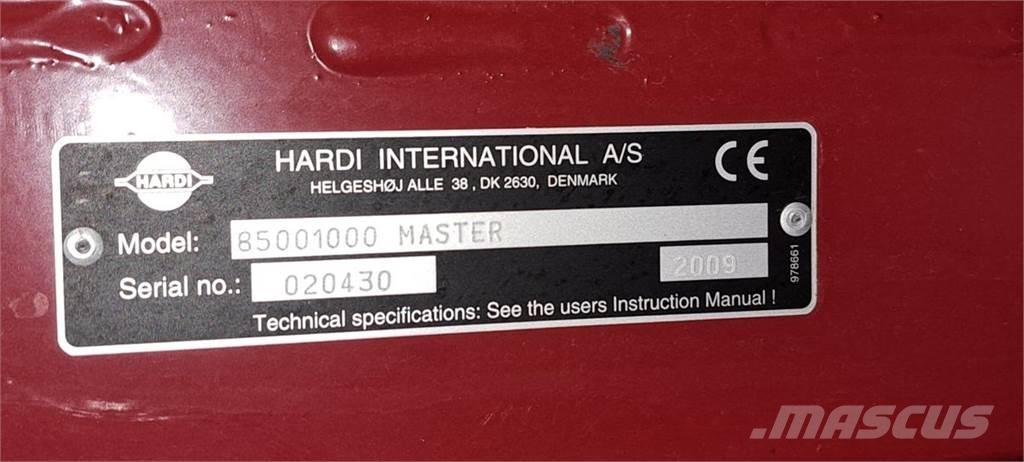 HARDI INTERNATIONAL A/S
HELGESHØJ ALLE 38, DK 2630, DENMARK
CE
HARDI
Model: 85001000 MASTER
Serial no.: 020430 2009
978661
Technical specifications: See the users Instruction Manual !
.MASCUS